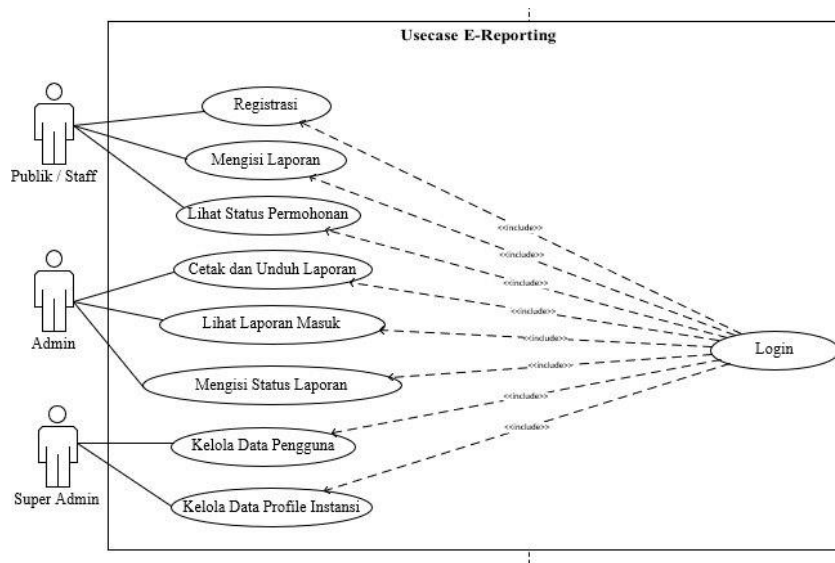 Usecase E-Reporting
Registrasi
Publik / Staff
Mengisi Laporan
Lihat Status Permohonan
<<include>>
<<include>>
Cetak dan Unduh Laporan
<<include>>
<<include>>
Admin
Lihat Laporan Masuk
<<include>>
Login
Mengisi Status Laporan
<<include>>
<<include>>
Super Admin
Kelola Data Pengguna
<<include>>
Kelola Data Profile Instansi